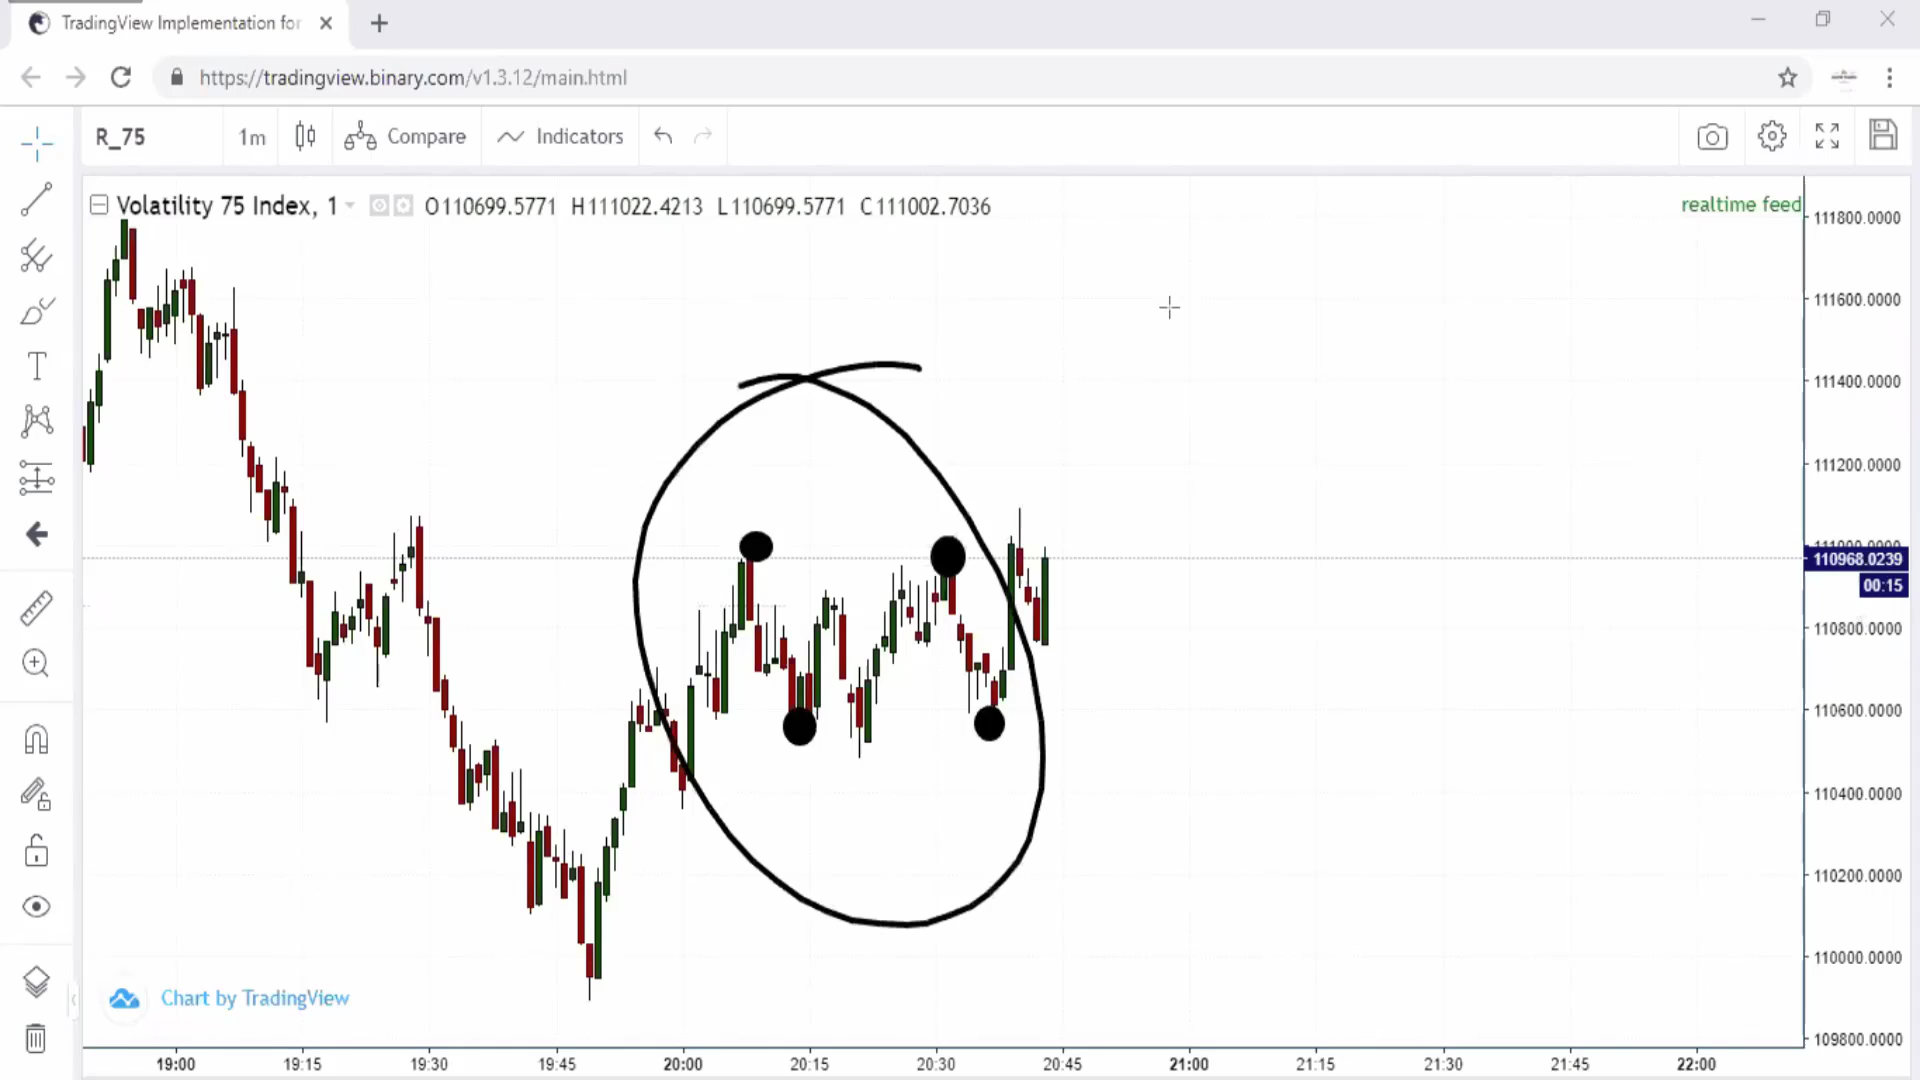 TradingView Implementation for
https://tradingview.binary.com/v1.3.12/main.html
R_75 1m Compare Indicators
Volatility 75 Index, 1 O110699.5771 H111022.4213 L110699.5771 C111002.7036
realtime feed
111800.0000
111600.0000
111400.0000
111200.0000
111000.0000
110968.0239
00:15
110800.0000
110600.0000
110400.0000
110200.0000
110000.0000
109800.0000
Chart by TradingView
19:00 19:15 19:30 19:45 20:00 20:15 20:30 20:45 21:00 21:15 21:30 21:45 22:00